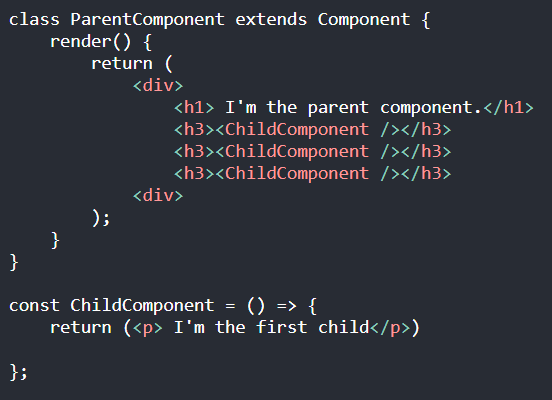 class ParentComponent extends Component {
    render() {
        return (
            <div>
                <h1> I'm the parent component.</h1>
                <h3><ChildComponent /></h3>
                <h3><ChildComponent /></h3>
                <h3><ChildComponent /></h3>
            <div>
        );
    }
}

const ChildComponent = () => {
    return (<p> I'm the first child</p>)

};